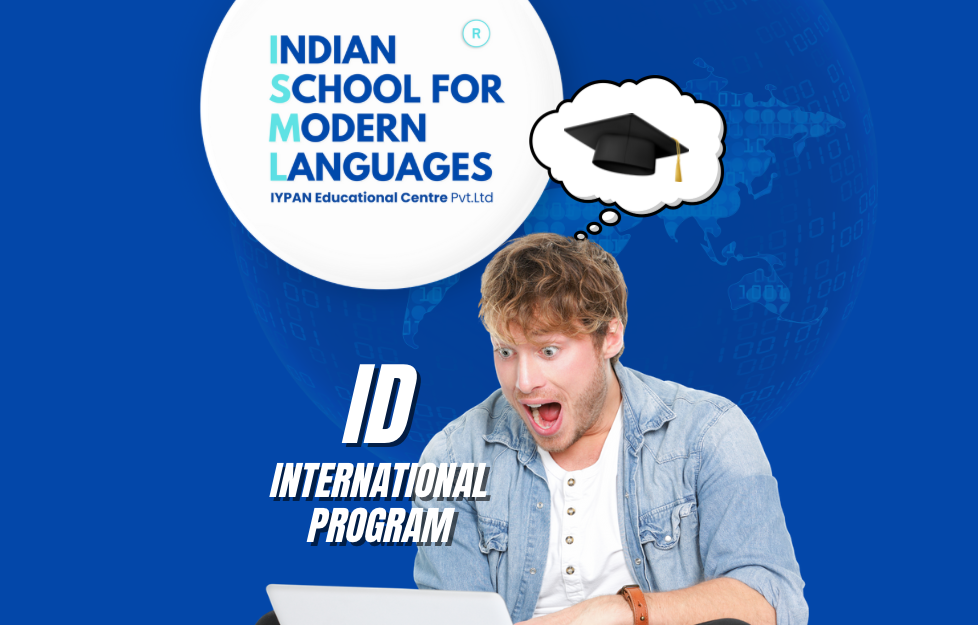 ®
INDIAN
SCHOOL FOR
MODERN
LANGUAGES
IYPAN Educational Centre Pvt.Ltd
ID
INTERNATIONAL
PROGRAM